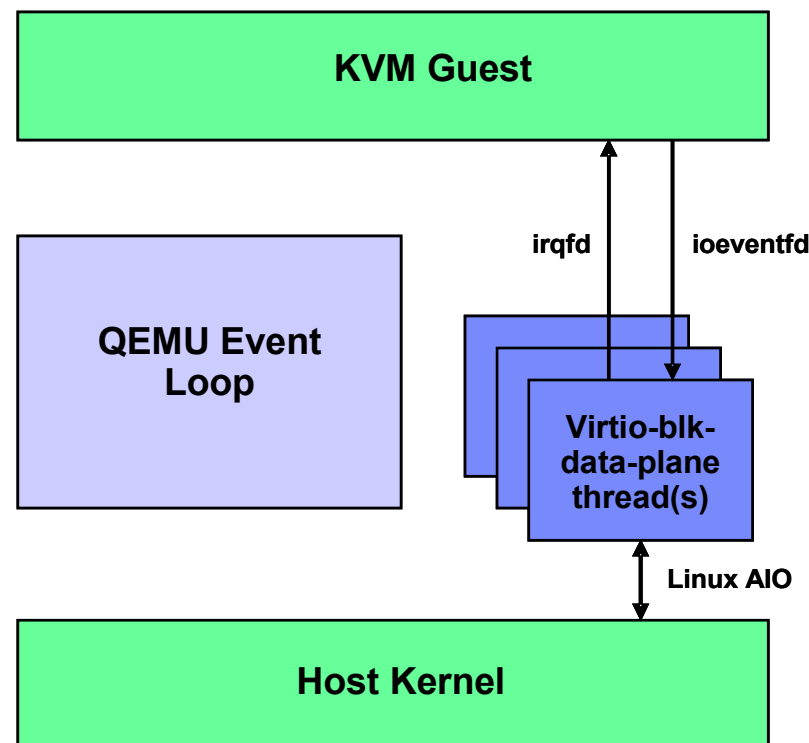 KVM Guest
irqfd
ioeventfd
QEMU Event
Loop
Virtio-blk-
data-plane
thread(s)
Linux AIO
Host Kernel